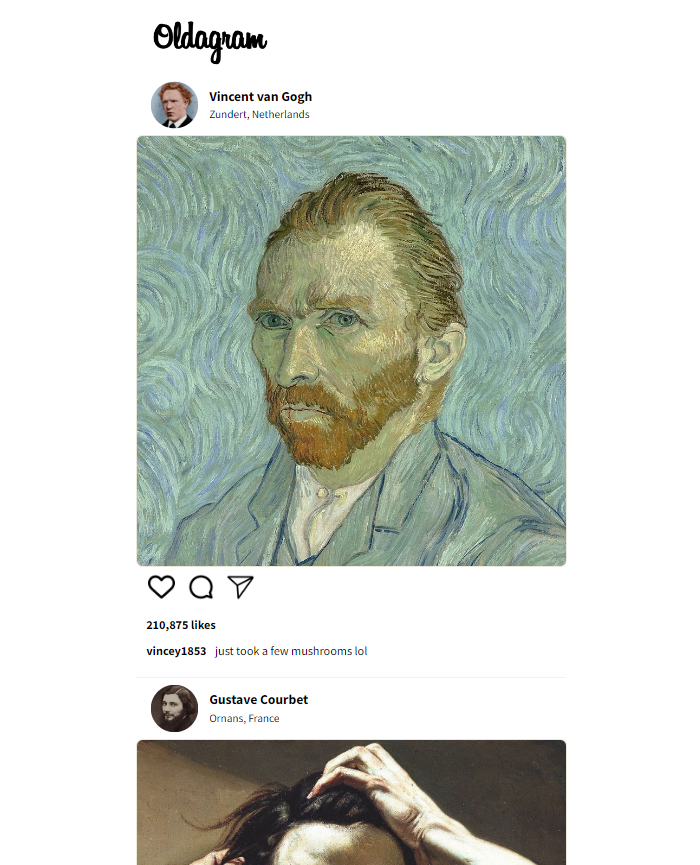 Oldagram
Vincent van Gogh
Zundert, Netherlands
210,875 likes
vincey1853 just took a few mushrooms lol
Gustave Courbet
Ornans, France